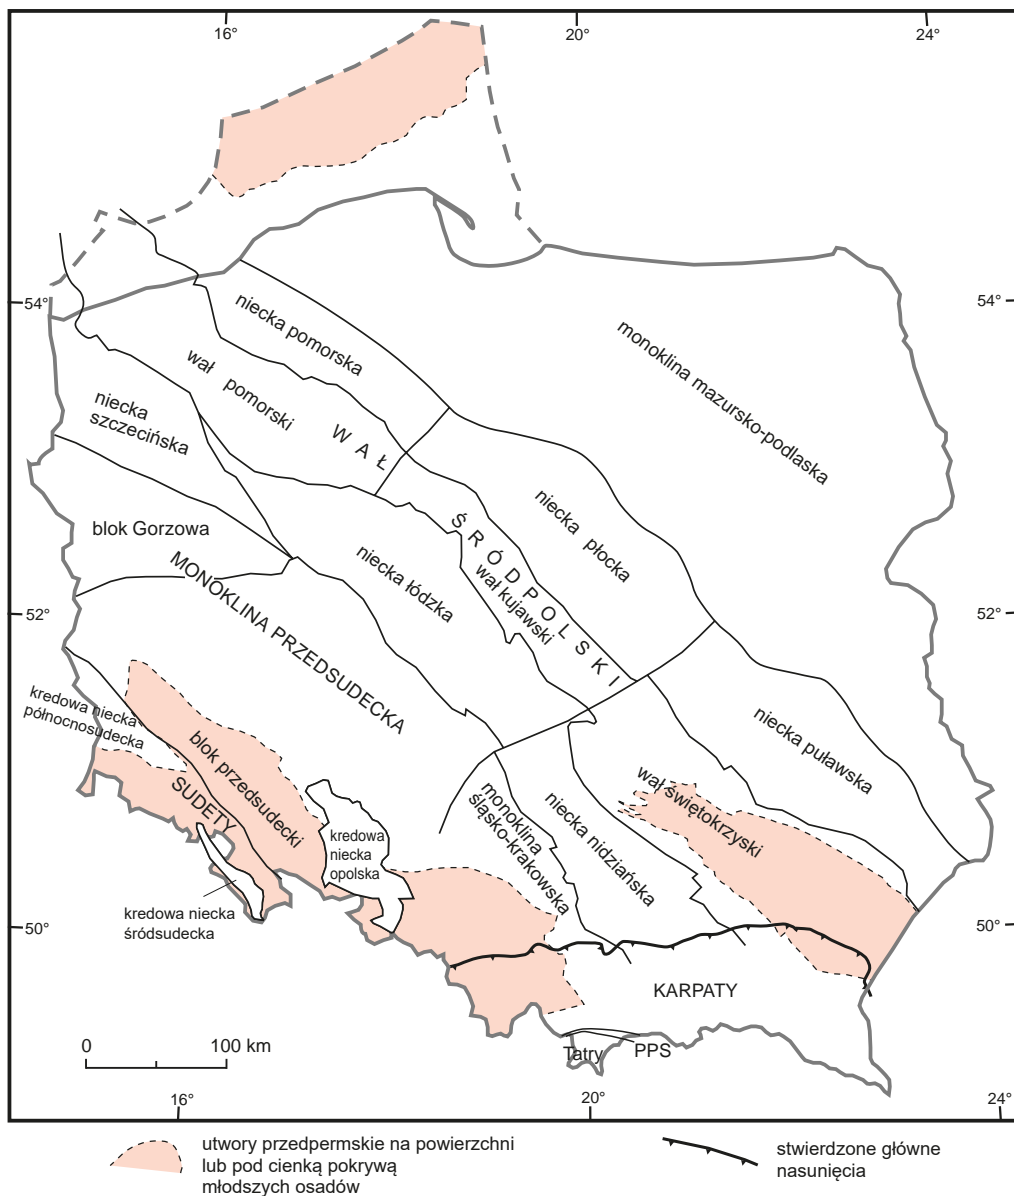 16°
20°
24°
54°
54°
niecka pomorska
monoklina mazursko-podlaska
wał pomorski
niecka
szczecińska
WAŁ
ŚRÓDPOLSKI
niecka płocka
blok Gorzowa
wał kujawski
niecka łódzka
MONOKLINA PRZEDSUDECKA
52°
52°
kredowa niecka
północnosudecka
niecka puławska
blok przedsudecki
SUDETY
wał świętokrzyski
monoklina
śląsko-krakowska
niecka nidziańska
kredowa
niecka
opolska
kredowa niecka
śródsudecka
50°
50°
KARPATY
0
100 km
Tatry
PPS
16°
20°
24°
utwory przedpermskie na powierzchni
lub pod cienką pokrywą
młodszych osadów
stwierdzone główne
nasunięcia